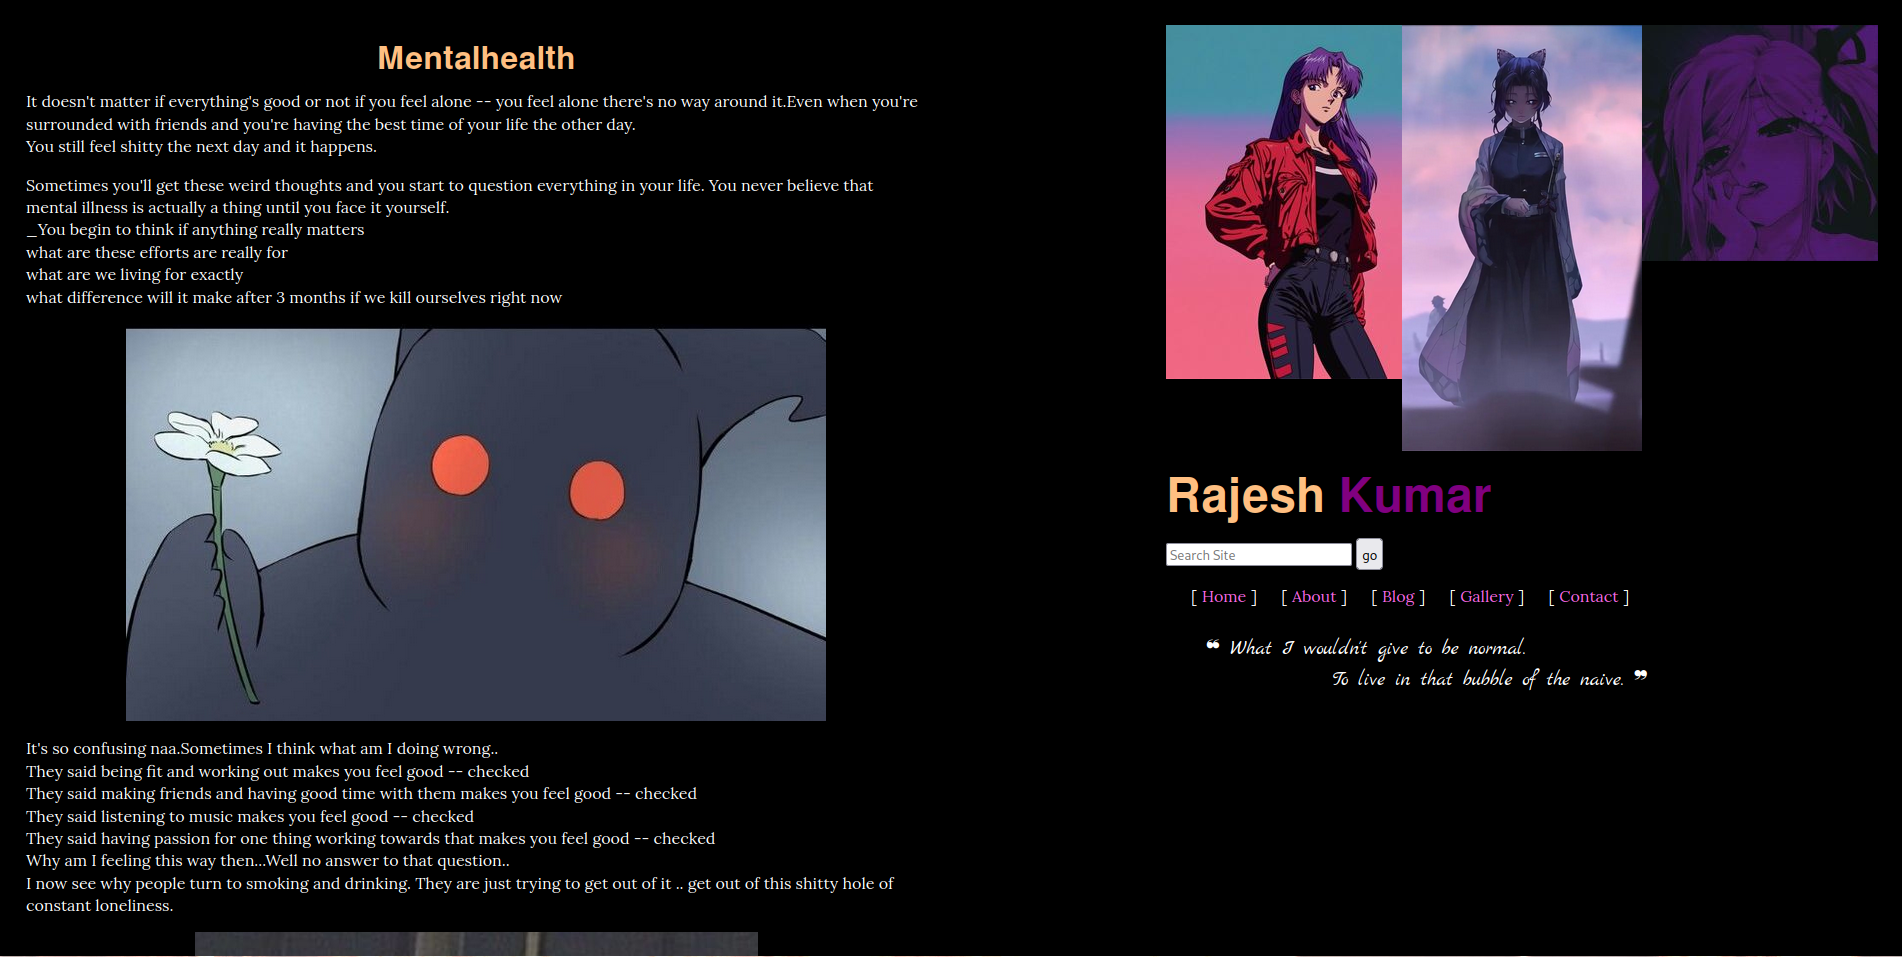 Mentalhealth
It doesn't matter if everything's good or not if you feel alone -- you feel alone there's no way around it.Even when you're
surrounded with friends and you're having the best time of your life the other day.
You still feel shitty the next day and it happens.
Sometimes you'll get these weird thoughts and you start to question everything in your life. You never believe that
mental illness is actually a thing until you face it yourself.
_You begin to think if anything really matters
what are these efforts are really for
what are we living for exactly
what difference will it make after 3 months if we kill ourselves right now
It's so confusing naa.Sometimes I think what am I doing wrong..
They said being fit and working out makes you feel good -- checked
They said making friends and having good time with them makes you feel good -- checked
They said listening to music makes you feel good -- checked
They said having passion for one thing working towards that makes you feel good -- checked
Why am I feeling this way then...Well no answer to that question..
I now see why people turn to smoking and drinking. They are just trying to get out of it .. get out of this shitty hole of
constant loneliness.
Rajesh Kumar
Search Site go
[ Home ] [ About ] [ Blog ] [ Gallery ] [ Contact ]
❝ What I wouldn't give to be normal.
To live in that bubble of the naive. ❞